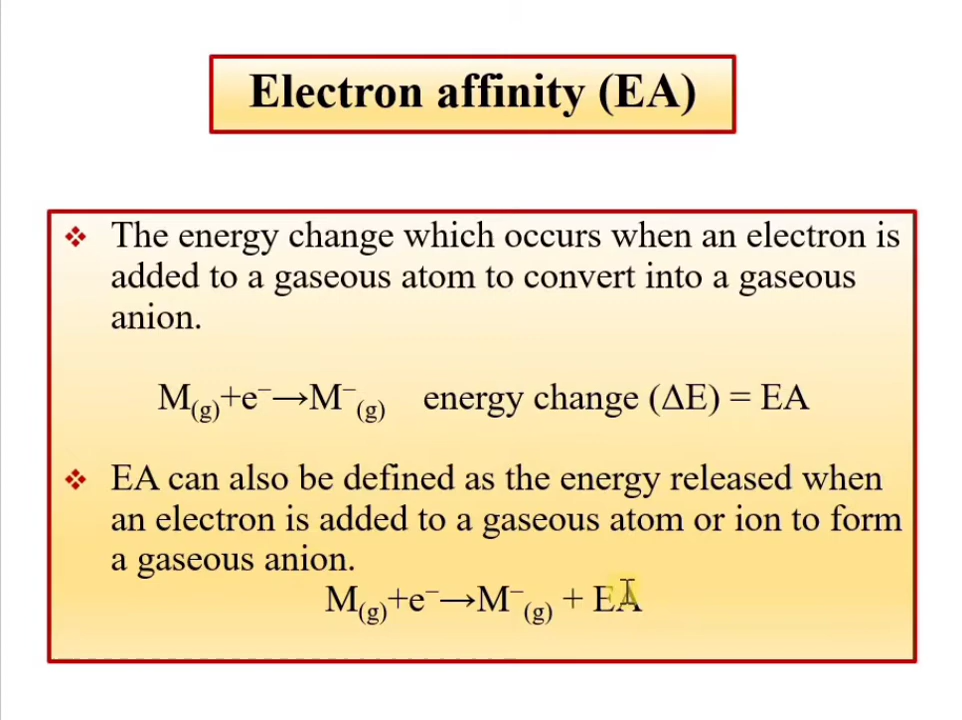 Electron affinity (EA)
❖ The energy change which occurs when an electron is
added to a gaseous atom to convert into a gaseous
anion.
M₍g₎+e⁻→M⁻₍g₎ energy change (ΔE) = EA
❖ EA can also be defined as the energy released when
an electron is added to a gaseous atom or ion to form
a gaseous anion.
M₍g₎+e⁻→M⁻₍g₎ + EA